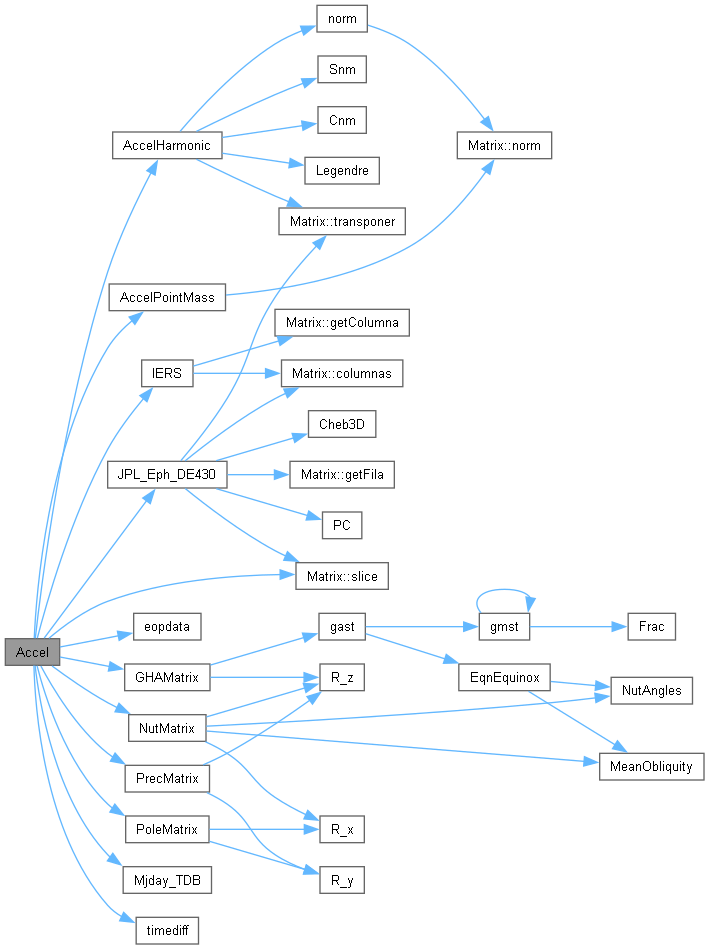 norm
Snm
Cnm
AccelHarmonic
Matrix::norm
Legendre
Matrix::transponer
AccelPointMass
Matrix::getColumna
IERS
Matrix::columnas
Cheb3D
JPL_Eph_DE430
Matrix::getFila
PC
Matrix::slice
eopdata
gast
gmst
Frac
Accel
GHAMatrix
R_z
EqnEquinox
NutAngles
NutMatrix
MeanObliquity
PrecMatrix
PoleMatrix
R_x
Mjday_TDB
R_y
timediff